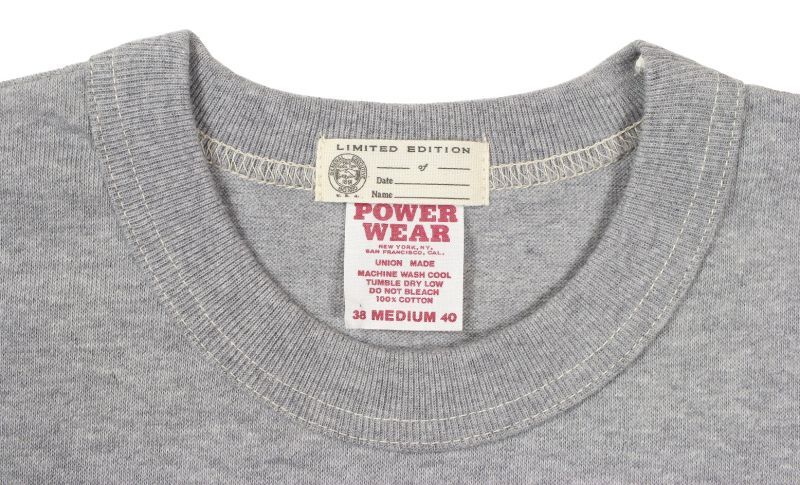 LIMITED EDITION
of
Date
Name
U. S. A.
POWER
WEAR
NEW YORK, NY.
SAN FRANCISCO, CAL.
UNION MADE
MACHINE WASH COOL
TUMBLE DRY LOW
DO NOT BLEACH
100% COTTON
38 MEDIUM 40